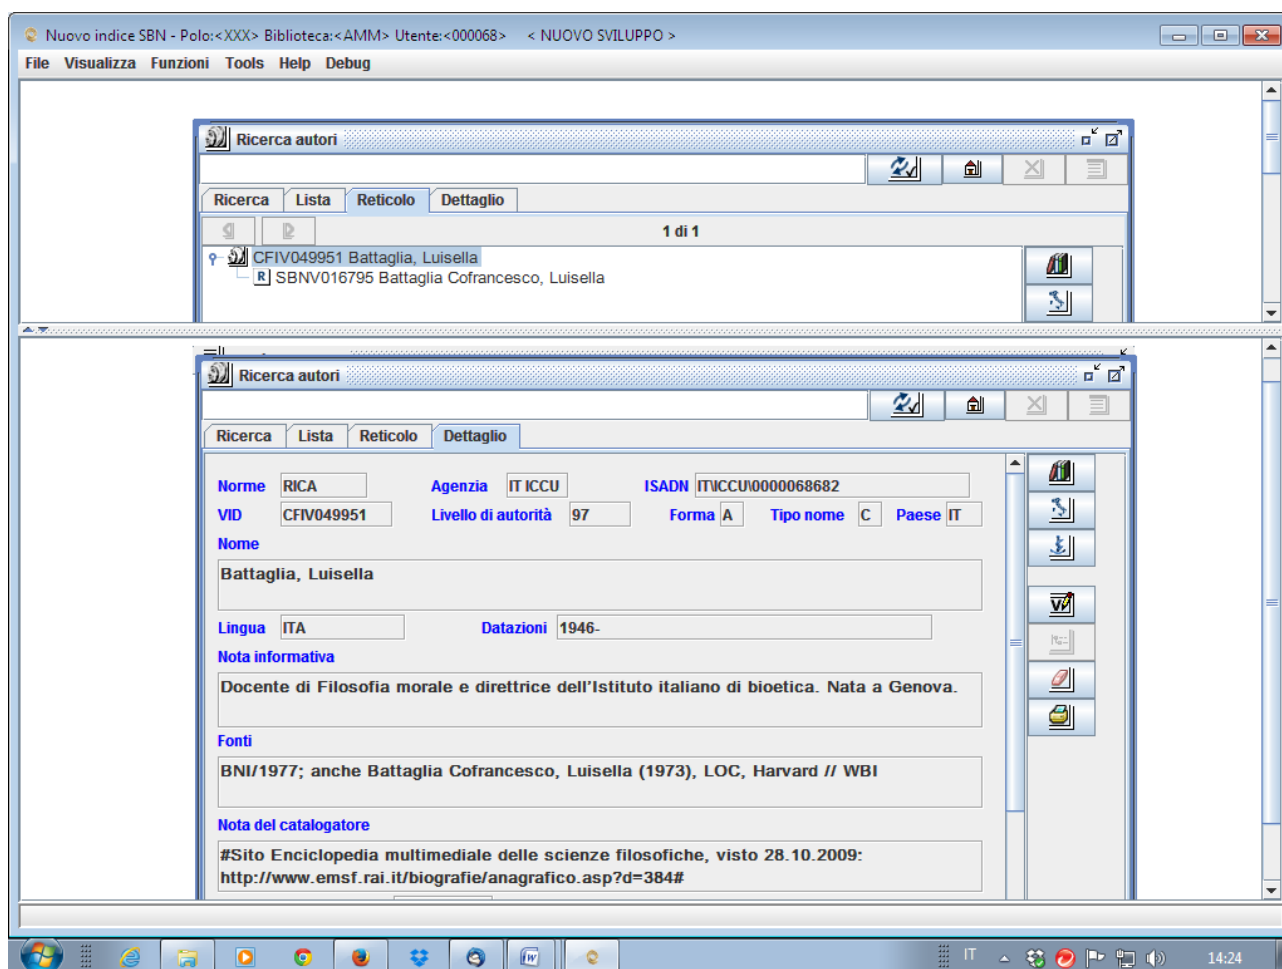 Nuovo indice SBN - Polo:<XXX> Biblioteca:<AMM> Utente:<000068> < NUOVO SVILUPPO >
File Visualizza Funzioni Tools Help Debug
Ricerca autori
Ricerca Lista Reticolo Dettaglio
1 di 1
CFIV049951 Battaglia, Luisella
R SBNV016795 Battaglia Cofrancesco, Luisella
Ricerca autori
Ricerca Lista Reticolo Dettaglio
Norme RICA Agenzia IT ICCU ISADN IT\ICCU\0000068682
VID CFIV049951 Livello di autorità 97 Forma A Tipo nome C Paese IT
Nome
Battaglia, Luisella
Lingua ITA Datazioni 1946-
Nota informativa
Docente di Filosofia morale e direttrice dell'Istituto italiano di bioetica. Nata a Genova.
Fonti
BNI/1977; anche Battaglia Cofrancesco, Luisella (1973), LOC, Harvard // WBI
Nota del catalogatore
#Sito Enciclopedia multimediale delle scienze filosofiche, visto 28.10.2009:
http://www.emsf.rai.it/biografie/anagrafico.asp?d=384#
IT 14:24